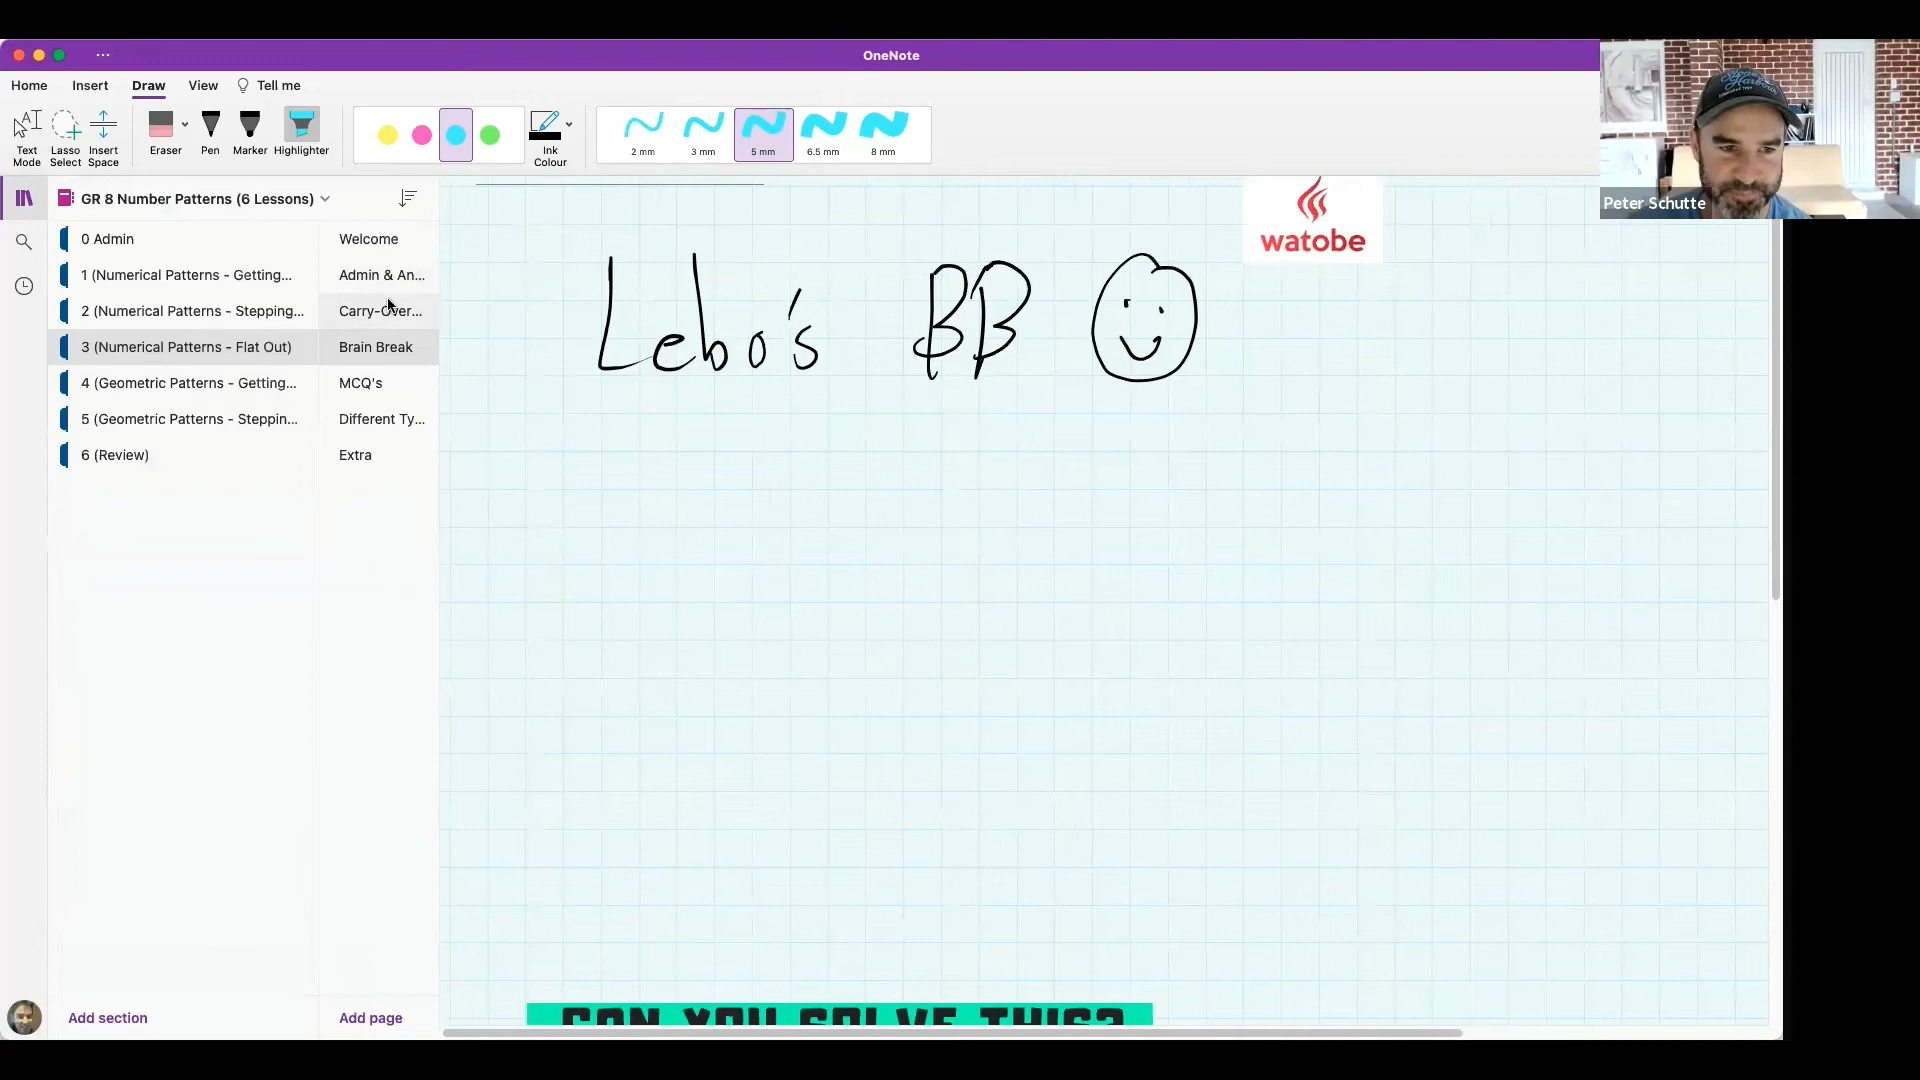 OneNote
Home Insert Draw View Tell me
Text Mode
Lasso Select
Insert Space
Eraser
Pen
Marker
Highlighter
Ink Colour
2 mm
3 mm
5 mm
6.5 mm
8 mm
Peter Schutte
GR 8 Number Patterns (6 Lessons)
0 Admin
1 (Numerical Patterns - Getting...
2 (Numerical Patterns - Stepping...
3 (Numerical Patterns - Flat Out)
4 (Geometric Patterns - Getting...
5 (Geometric Patterns - Steppin...
6 (Review)
Add section
Welcome
Admin & An...
Carry-Over...
Brain Break
MCQ's
Different Ty...
Extra
Add page
watobe
Lebo's BB
CAN YOU SOLVE THIS?